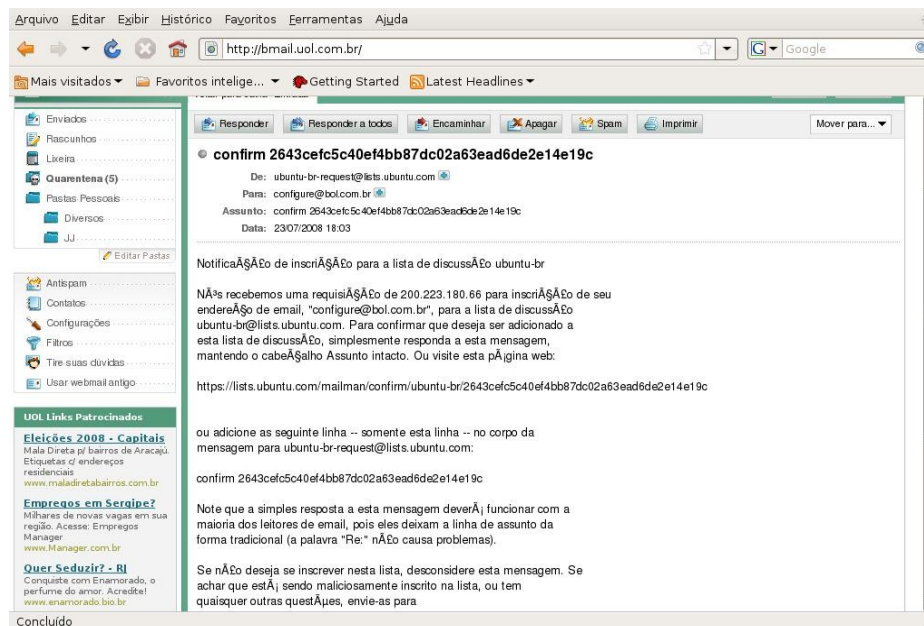 Arquivo Editar Exibir Histórico Favoritos Ferramentas Ajuda
http://bmail.uol.com.br/
G Google
Mais visitados Favoritos intelige... Getting Started Latest Headlines
Enviados
Rascunhos
Lixeira
Quarentena (5)
Pastas Pessoais
Diversos
JJ
Editar Pastas
Antispam
Contatos
Configurações
Filtros
Tire suas dúvidas
Usar webmail antigo
UOL Links Patrocinados
Eleições 2008 - Capitais
Mala Direta p/ bairros de Aracajú.
Etiquetas c/ endereços
residenciais
www.maladiretabairros.com.br
Empregos em Sergipe?
Milhares de novas vagas em sua
região. Acesse: Empregos
Manager
www.Manager.com.br
Quer Seduzir? - RJ
Conquiste com Enamorado, o
perfume do amor. Acredite!
www.enamorado.bio.br
Responder Responder a todos Encaminhar Apagar Spam Imprimir Mover para...
confirm 2643cefc5c40ef4bb87dc02a63ead6de2e14e19c
De: ubuntu-br-request@lists.ubuntu.com
Para: configure@bol.com.br
Assunto: confirm 2643cefc5c40ef4bb87dc02a63ead6de2e14e19c
Data: 23/07/2008 18:03
NotificaÃ§Ã£o de inscriÃ§Ã£o para a lista de discussÃ£o ubuntu-br
NÃ³s recebemos uma requisiÃ§Ã£o de 200.223.180.66 para inscriÃ§Ã£o de seu
endereÃ§o de email, "configure@bol.com.br", para a lista de discussÃ£o
ubuntu-br@lists.ubuntu.com. Para confirmar que deseja ser adicionado a
esta lista de discussÃ£o, simplesmente responda a esta mensagem,
mantendo o cabeÃ§alho Assunto intacto. Ou visite esta pÃ¡gina web:
https://lists.ubuntu.com/mailman/confirm/ubuntu-br/2643cefc5c40ef4bb87dc02a63ead6de2e14e19c
ou adicione as seguinte linha -- somente esta linha -- no corpo da
mensagem para ubuntu-br-request@lists.ubuntu.com:
confirm 2643cefc5c40ef4bb87dc02a63ead6de2e14e19c
Note que a simples resposta a esta mensagem deverÃ¡ funcionar com a
maioria dos leitores de email, pois eles deixam a linha de assunto da
forma tradicional (a palavra "Re:" nÃ£o causa problemas).
Se nÃ£o deseja se inscrever nesta lista, desconsidere esta mensagem. Se
achar que estÃ¡ sendo maliciosamente inscrito na lista, ou tem
quaisquer outras questÃµes, envie-as para
Concluído